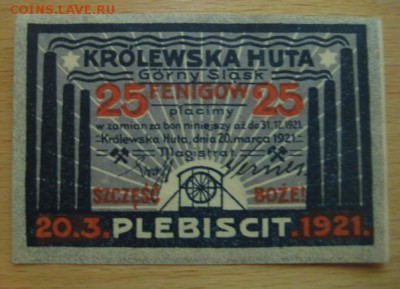 COINS.LAVE.RU
KRÓLEWSKA HUTA
Górny Śląsk
25 FENIGÓW 25
płacimy
w zamian za bon niniejszy aż do 31.12.1921
Królewska Huta, dnia 20. marca 1921
Magistrat
SZCZĘŚĆ BOŻE!
20.3. PLEBISCIT .1921.